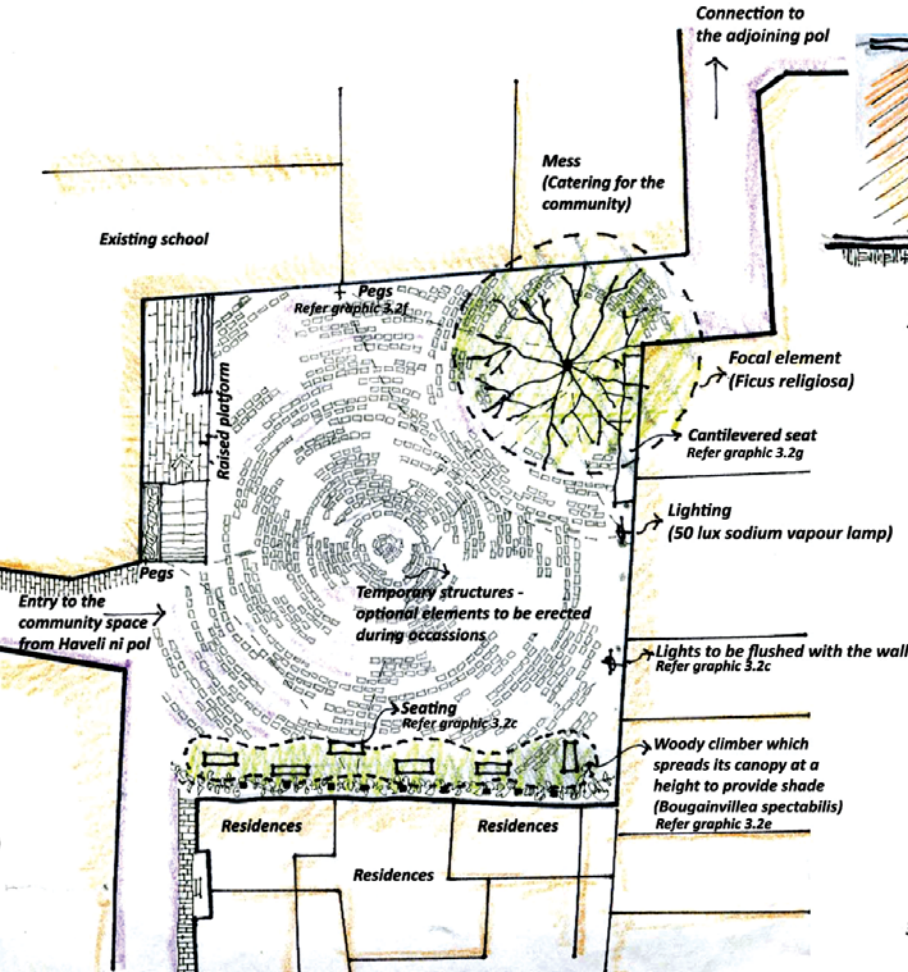 Connection to
the adjoining pol
Mess
(Catering for the
community)
Existing school
Pegs
Refer graphic 3.2f
Focal element
(Ficus religiosa)
Raised platform
Cantilevered seat
Refer graphic 3.2g
Lighting
(50 lux sodium vapour lamp)
Pegs
Temporary structures -
optional elements to be erected
during occassions
Entry to the
community space
from Haveli ni pol
Lights to be flushed with the wall
Refer graphic 3.2c
Seating
Refer graphic 3.2c
Woody climber which
spreads its canopy at a
height to provide shade
(Bougainvillea spectabilis)
Refer graphic 3.2e
Residences
Residences
Residences